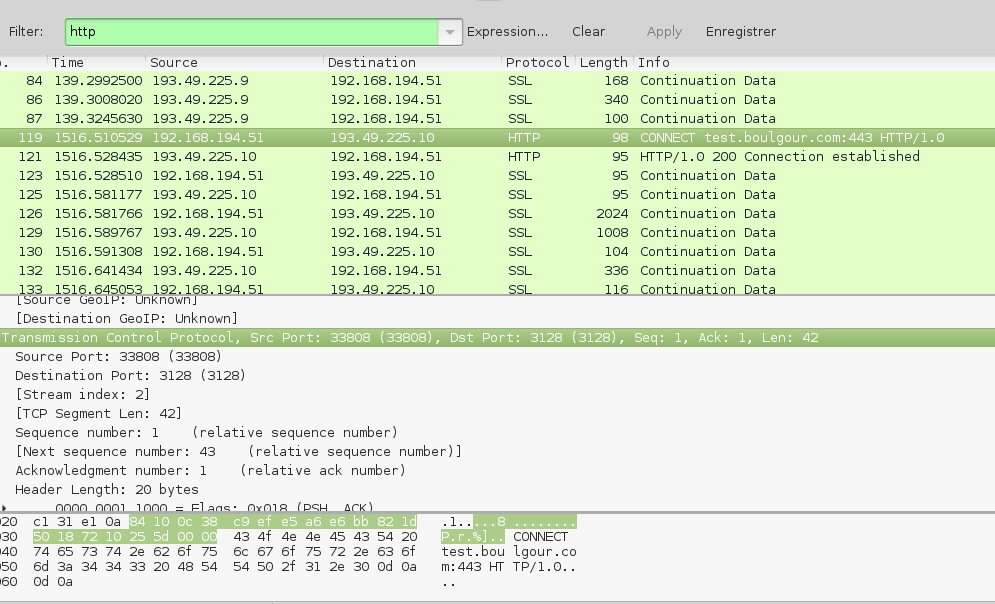 Filter: http Expression... Clear Apply Enregistrer
. Time Source Destination Protocol Length Info
84 139.2992500 193.49.225.9 192.168.194.51 SSL 168 Continuation Data
86 139.3008020 193.49.225.9 192.168.194.51 SSL 340 Continuation Data
87 139.3245630 193.49.225.9 192.168.194.51 SSL 100 Continuation Data
119 1516.510529 192.168.194.51 193.49.225.10 HTTP 98 CONNECT test.boulgour.com:443 HTTP/1.0
121 1516.528435 193.49.225.10 192.168.194.51 HTTP 95 HTTP/1.0 200 Connection established
123 1516.528510 193.49.225.10 192.168.194.51 SSL 95 Continuation Data
125 1516.581177 193.49.225.10 192.168.194.51 SSL 95 Continuation Data
126 1516.581766 192.168.194.51 193.49.225.10 SSL 2024 Continuation Data
129 1516.589767 193.49.225.10 192.168.194.51 SSL 1008 Continuation Data
130 1516.591308 192.168.194.51 193.49.225.10 SSL 104 Continuation Data
132 1516.641434 193.49.225.10 192.168.194.51 SSL 336 Continuation Data
133 1516.645053 192.168.194.51 193.49.225.10 SSL 116 Continuation Data
[Source GeoIP: Unknown]
[Destination GeoIP: Unknown]
Transmission Control Protocol, Src Port: 33808 (33808), Dst Port: 3128 (3128), Seq: 1, Ack: 1, Len: 42
Source Port: 33808 (33808)
Destination Port: 3128 (3128)
[Stream index: 2]
[TCP Segment Len: 42]
Sequence number: 1 (relative sequence number)
[Next sequence number: 43 (relative sequence number)]
Acknowledgment number: 1 (relative ack number)
Header Length: 20 bytes
.... 0000 0001 1000 = Flags: 0x018 (PSH, ACK)
20 c1 31 e1 0a 84 10 0c 38 c9 ef e5 a6 e6 bb 82 1d .1.....8 ........
30 50 18 72 10 25 5d 00 00 43 4f 4e 4e 45 43 54 20 P.r.%].. CONNECT
40 74 65 73 74 2e 62 6f 75 6c 67 6f 75 72 2e 63 6f test.bou lgour.co
50 6d 3a 34 34 33 20 48 54 54 50 2f 31 2e 30 0d 0a m:443 HT TP/1.0..
60 0d 0a ..